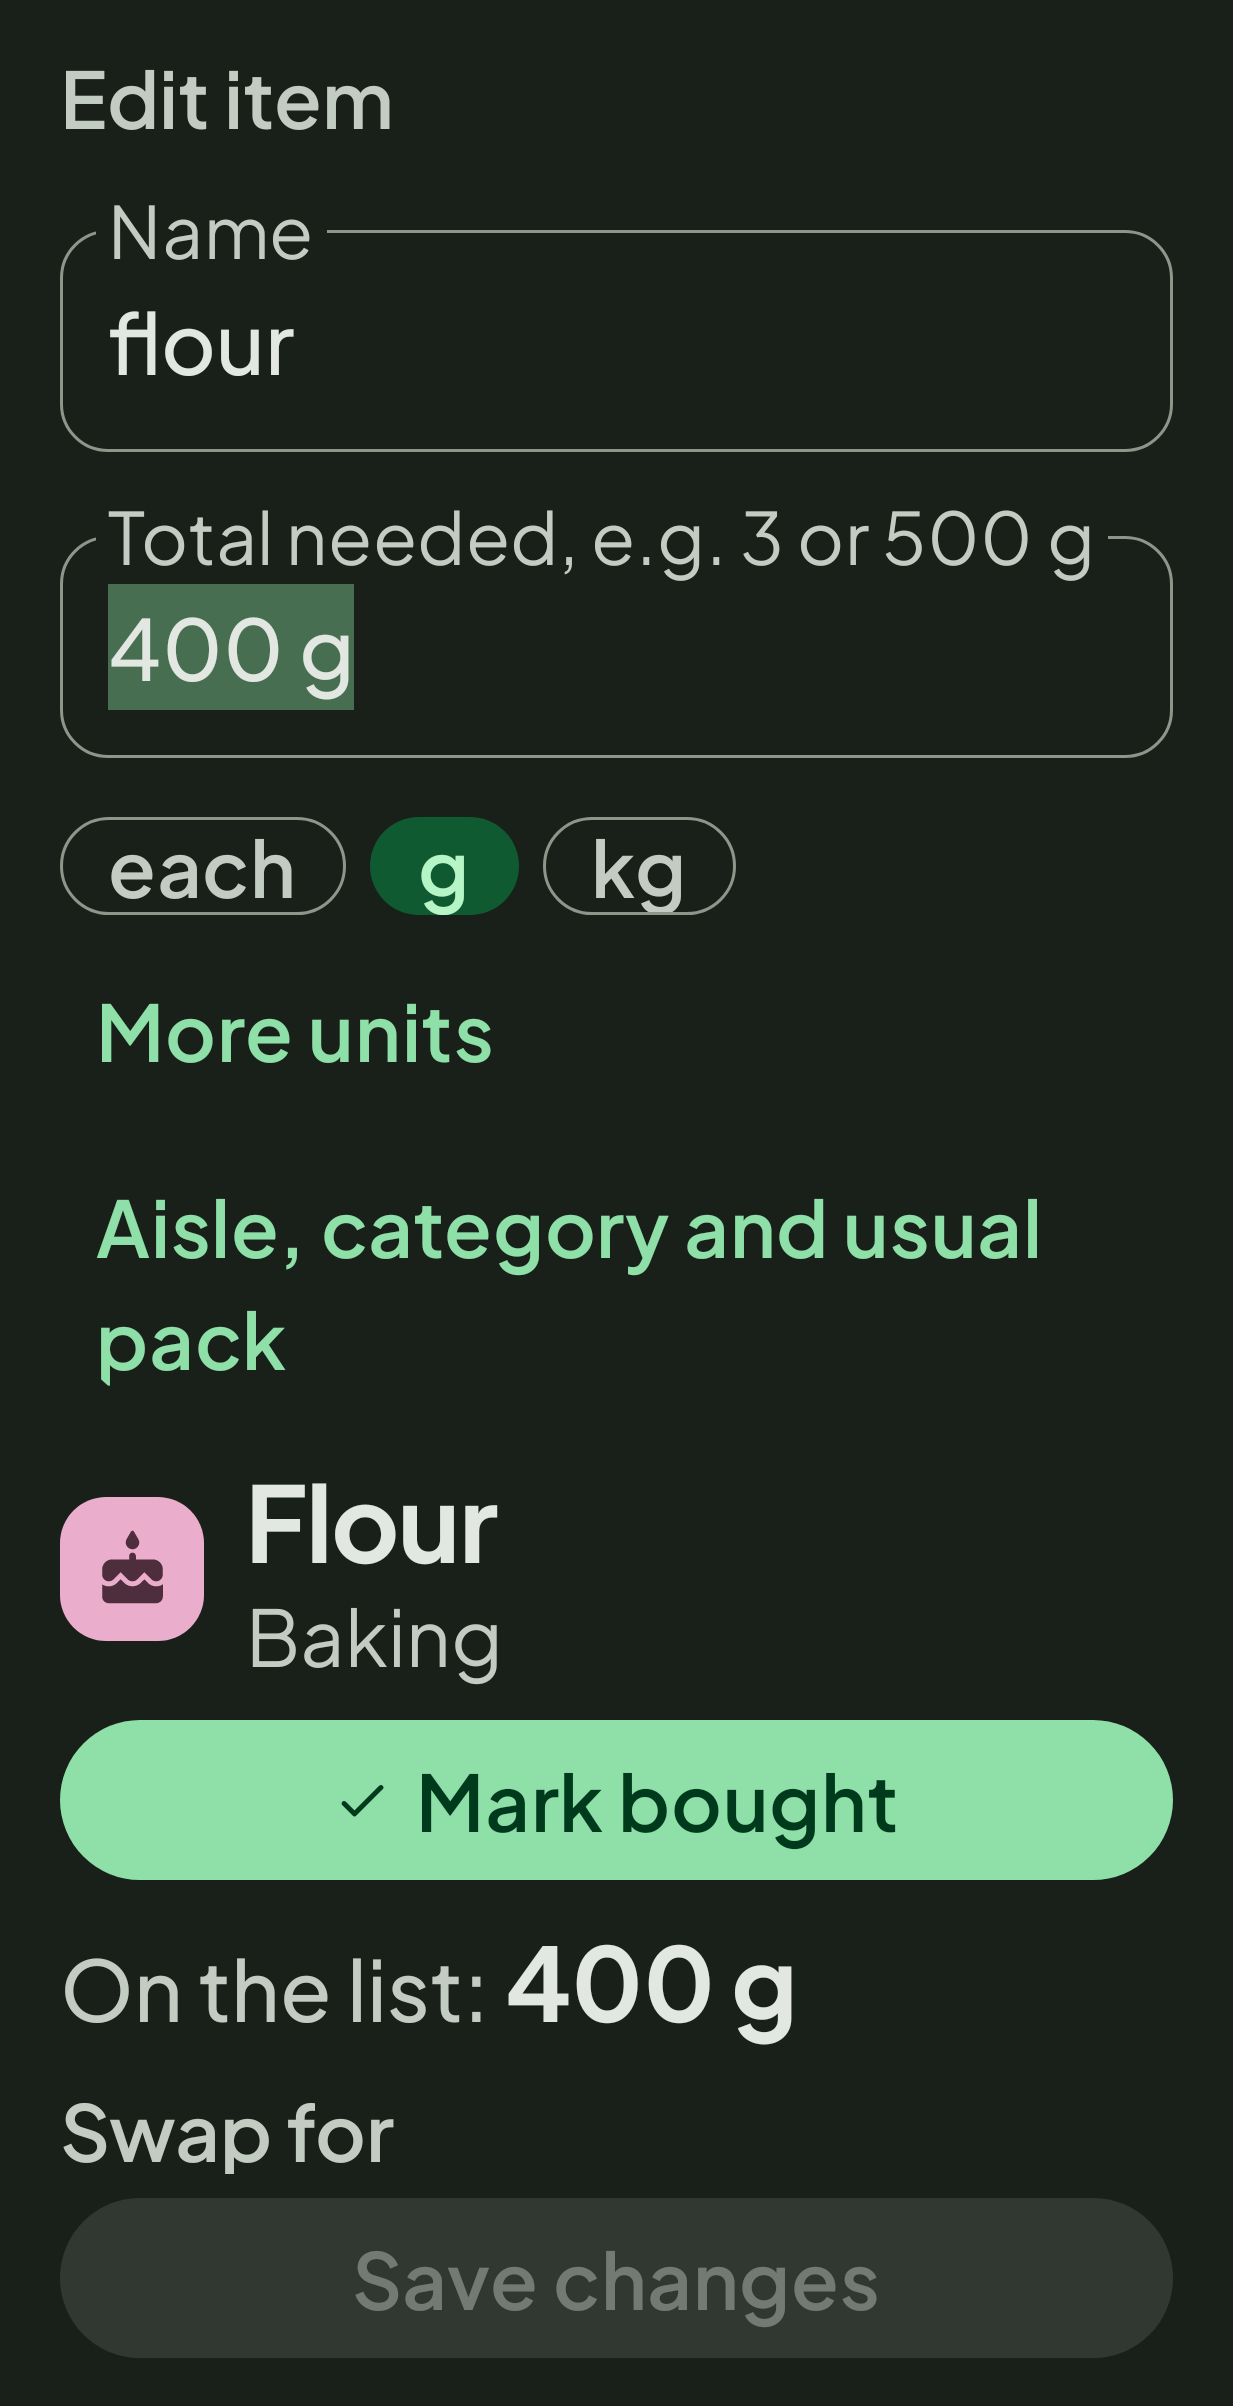 Edit item
Name
flour
Total needed, e.g. 3 or 500 g
400 g
each g kg
More units
Aisle, category and usual
pack
Flour
Baking
Mark bought
On the list: 400 g
Swap for
Save changes